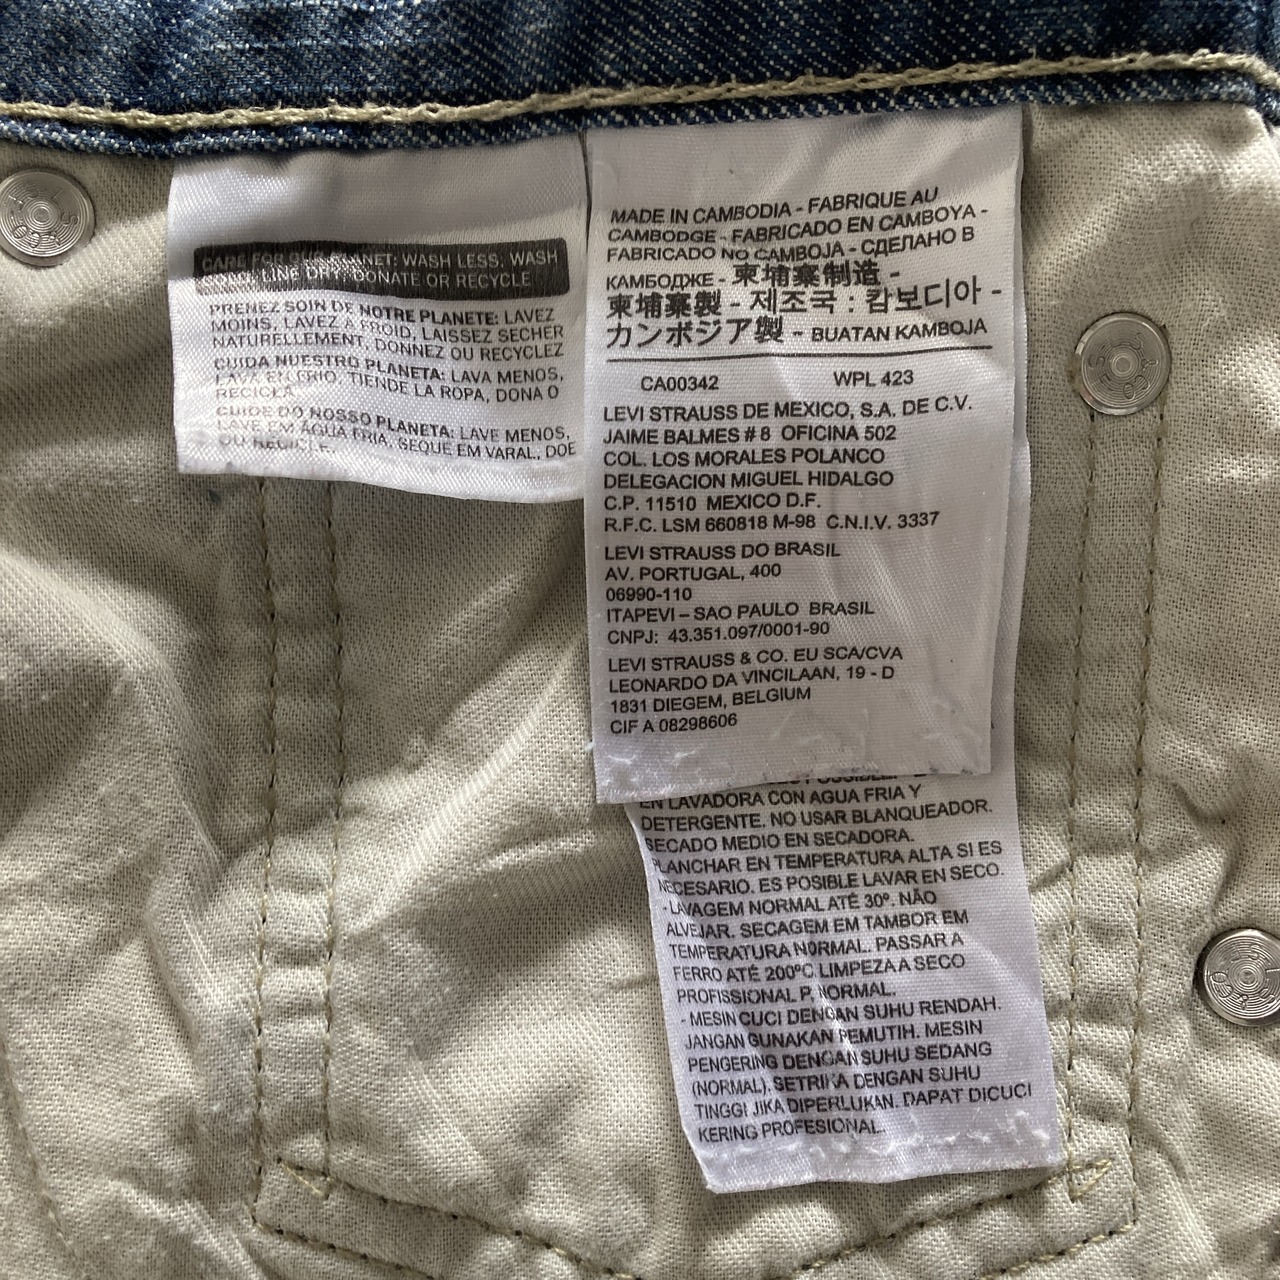 CARE FOR OUR PLANET: WASH LESS, WASH
COLD, LINE DRY, DONATE OR RECYCLE
PRENEZ SOIN DE NOTRE PLANETE: LAVEZ
MOINS, LAVEZ A FROID, LAISSEZ SECHER
NATURELLEMENT, DONNEZ OU RECYCLEZ
CUIDA NUESTRO PLANETA: LAVA MENOS,
LAVA EN FRIO, TIENDE LA ROPA, DONA O
RECICLA
CUIDE DO NOSSO PLANETA: LAVE MENOS,
LAVE EM ÁGUA FRIA, SEQUE EM VARAL, DOE
OU RECICLE.
MADE IN CAMBODIA - FABRIQUE AU
CAMBODGE - FABRICADO EN CAMBOYA -
FABRICADO NO CAMBOJA - СДЕЛАНО В
КАМБОДЖЕ - 柬埔寨制造 -
柬埔寨製 - 제조국 : 캄보디아 -
カンボジア製 - BUATAN KAMBOJA
CA00342 WPL 423
LEVI STRAUSS DE MEXICO, S.A. DE C.V.
JAIME BALMES # 8 OFICINA 502
COL. LOS MORALES POLANCO
DELEGACION MIGUEL HIDALGO
C.P. 11510 MEXICO D.F.
R.F.C. LSM 660818 M-98 C.N.I.V. 3337
LEVI STRAUSS DO BRASIL
AV. PORTUGAL, 400
06990-110
ITAPEVI – SAO PAULO BRASIL
CNPJ: 43.351.097/0001-90
LEVI STRAUSS & CO. EU SCA/CVA
LEONARDO DA VINCILAAN, 19 - D
1831 DIEGEM, BELGIUM
CIF A 08298606
EN LAVADORA CON AGUA FRIA Y
DETERGENTE. NO USAR BLANQUEADOR.
SECADO MEDIO EN SECADORA.
PLANCHAR EN TEMPERATURA ALTA SI ES
NECESARIO. ES POSIBLE LAVAR EN SECO.
- LAVAGEM NORMAL ATÉ 30º. NÃO
ALVEJAR. SECAGEM EM TAMBOR EM
TEMPERATURA NORMAL. PASSAR A
FERRO ATÉ 200ºC. LIMPEZA A SECO
PROFISSIONAL P, NORMAL.
- MESIN CUCI DENGAN SUHU RENDAH.
JANGAN GUNAKAN PEMUTIH. MESIN
PENGERING DENGAN SUHU SEDANG
(NORMAL). SETRIKA DENGAN SUHU
TINGGI JIKA DIPERLUKAN. DAPAT DICUCI
KERING PROFESIONAL.